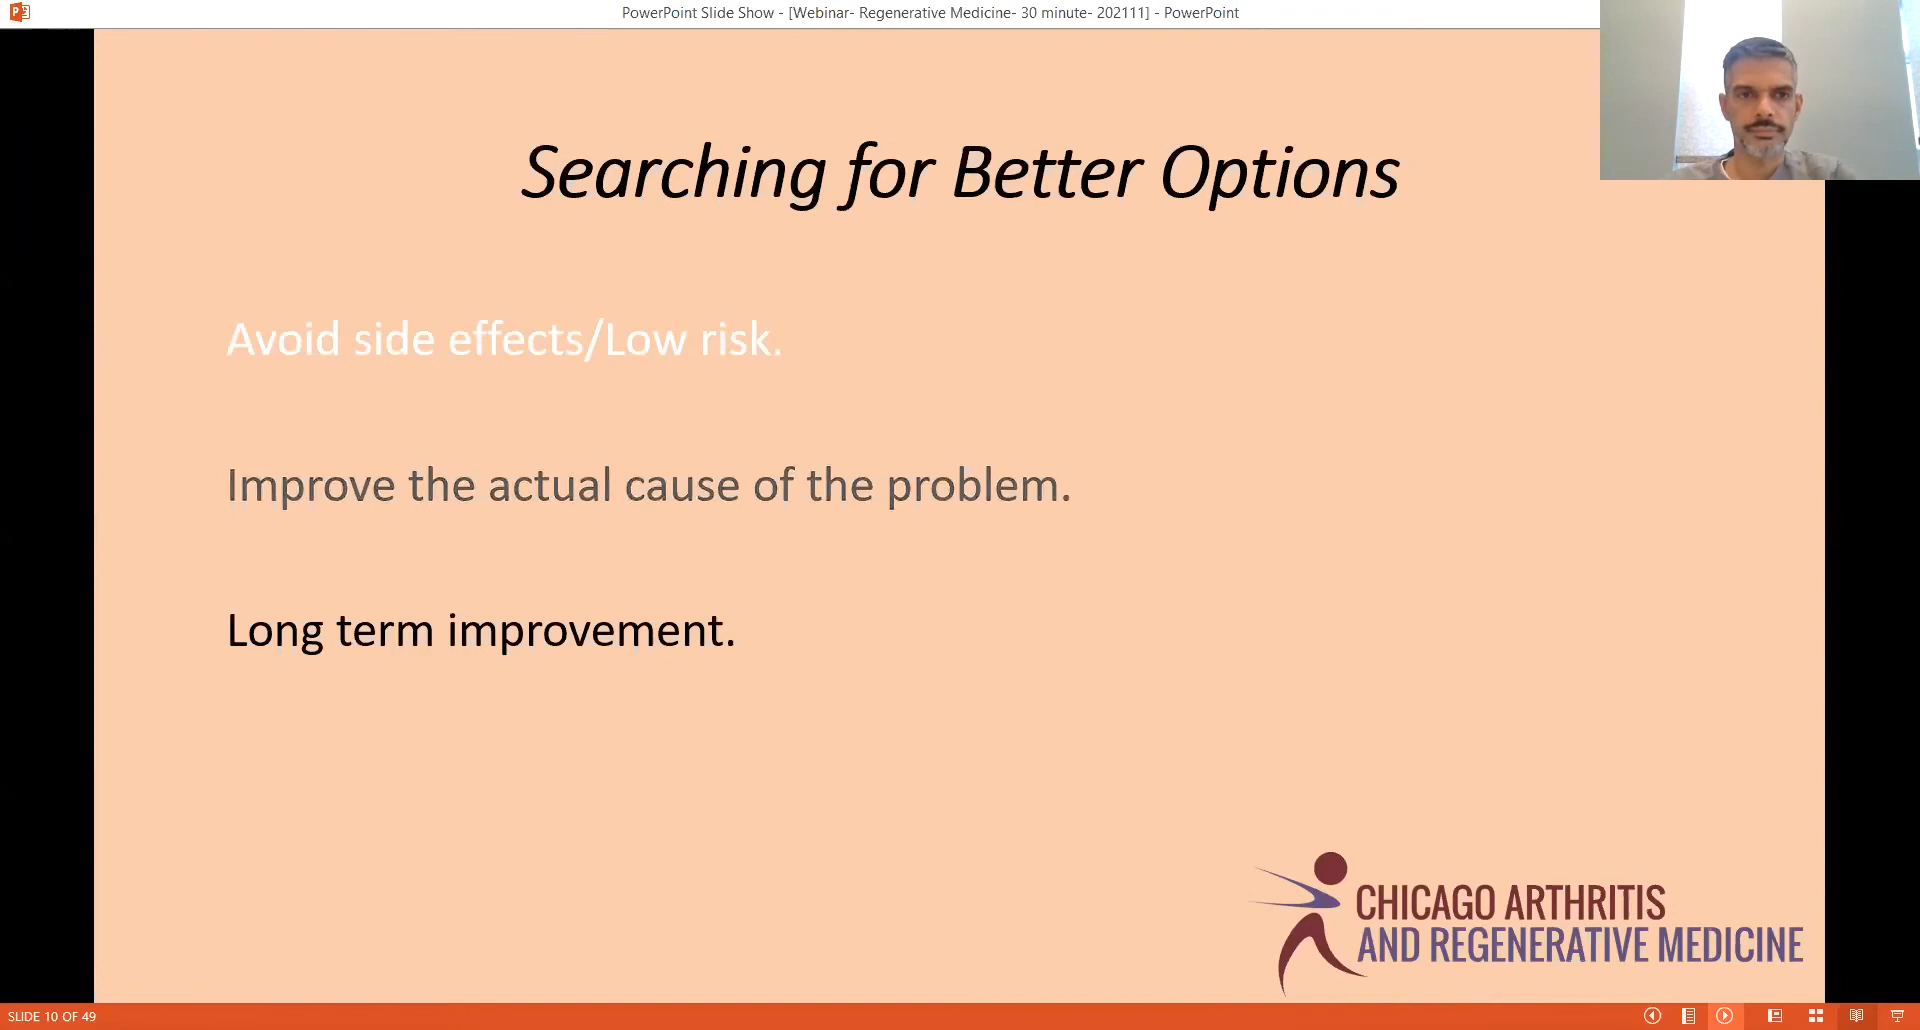 PowerPoint Slide Show - [Webinar- Regenerative Medicine- 30 minute- 202111] - PowerPoint
Searching for Better Options
Avoid side effects/Low risk.
Improve the actual cause of the problem.
Long term improvement.
CHICAGO ARTHRITIS
AND REGENERATIVE MEDICINE
SLIDE 10 OF 49